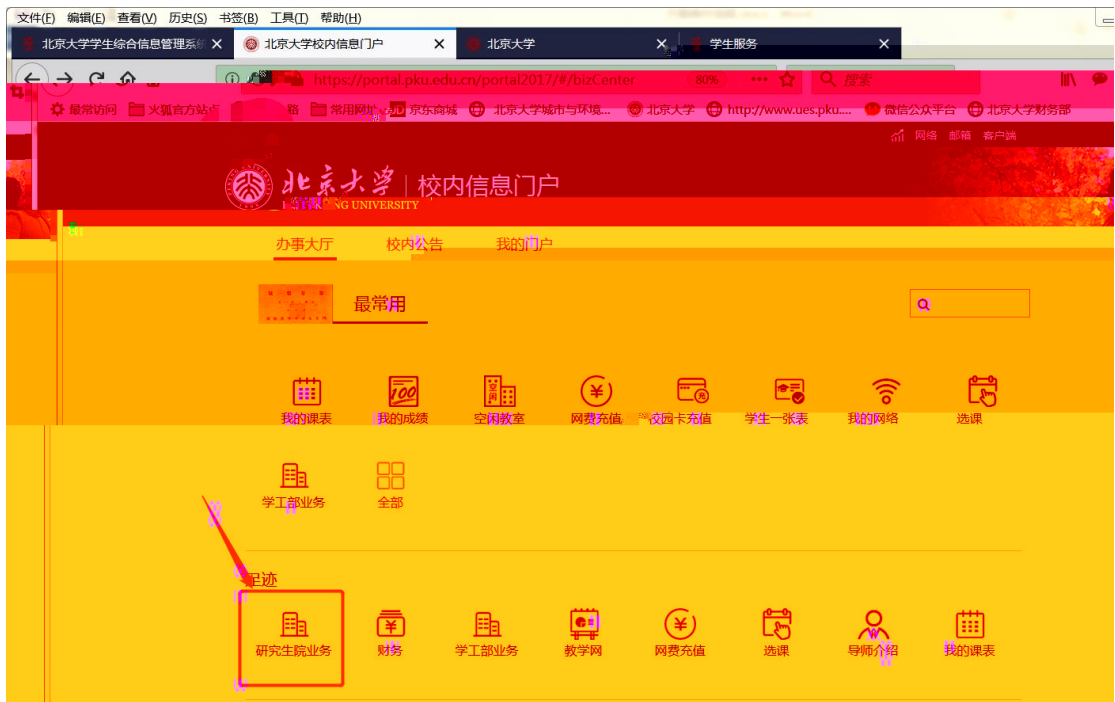 文件(F) 编辑(E) 查看(V) 历史(S) 书签(B) 工具(T) 帮助(H)
北京大学学生综合信息管理系统 北京大学校内信息门户 北京大学 学生服务
https://portal.pku.edu.cn/portal2017/#/bizCenter 80% 搜索
最常访问 火狐官方站点 常用网址 京东商城 北京大学城市与环境... 北京大学 http://www.ues.pku.... 微信公众平台 北京大学财务部
网络 邮箱 客户端
北京大学 校内信息门户
UNIVERSITY
办事大厅 校内公告 我的门户
最常用
我的课表 我的成绩 空闲教室 网费充值 校园卡充值 学生一张表 我的网络 选课
学工部业务 全部
足迹
研究生院业务 财务 学工部业务 教学网 网费充值 选课 导师介绍 我的课表